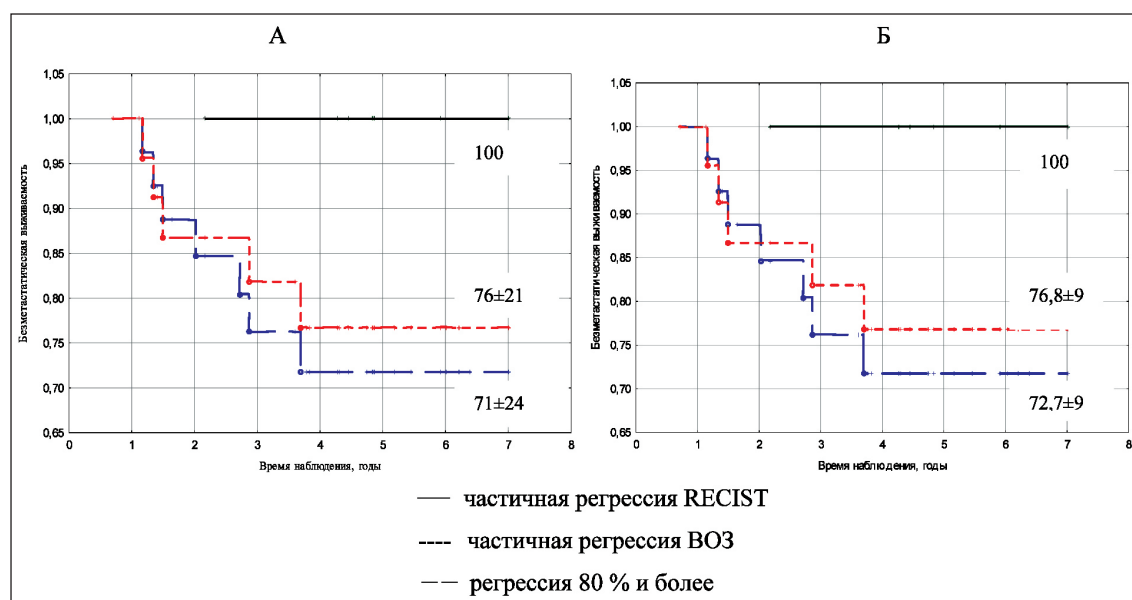 А
Безметастатическая выживаемость
1,05
1,00
0,95
0,90
0,85
0,80
0,75
0,70
0,65
100
76±21
71±24
0 1 2 3 4 5 6 7 8
Время наблюдения, годы
Б
Безметастатическая выживаемость
1,05
1,00
0,95
0,90
0,85
0,80
0,75
0,70
0,65
100
76,8±9
72,7±9
0 1 2 3 4 5 6 7 8
Время наблюдения, годы
частичная регрессия RECIST
частичная регрессия ВОЗ
регрессия 80 % и более